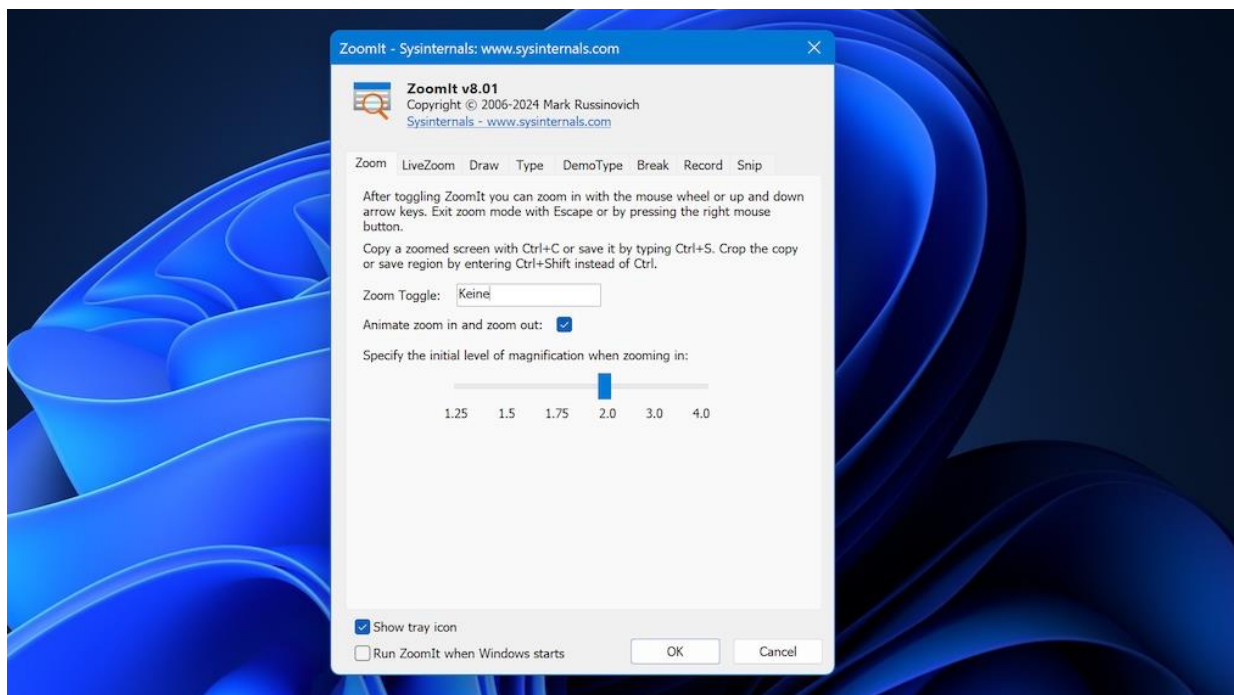 ZoomIt - Sysinternals: www.sysinternals.com
ZoomIt v8.01
Copyright © 2006-2024 Mark Russinovich
Sysinternals - www.sysinternals.com
Zoom LiveZoom Draw Type DemoType Break Record Snip
After toggling ZoomIt you can zoom in with the mouse wheel or up and down
arrow keys. Exit zoom mode with Escape or by pressing the right mouse
button.
Copy a zoomed screen with Ctrl+C or save it by typing Ctrl+S. Crop the copy
or save region by entering Ctrl+Shift instead of Ctrl.
Zoom Toggle: Keine
Animate zoom in and zoom out:
Specify the initial level of magnification when zooming in:
1.25 1.5 1.75 2.0 3.0 4.0
Show tray icon
Run ZoomIt when Windows starts
OK Cancel